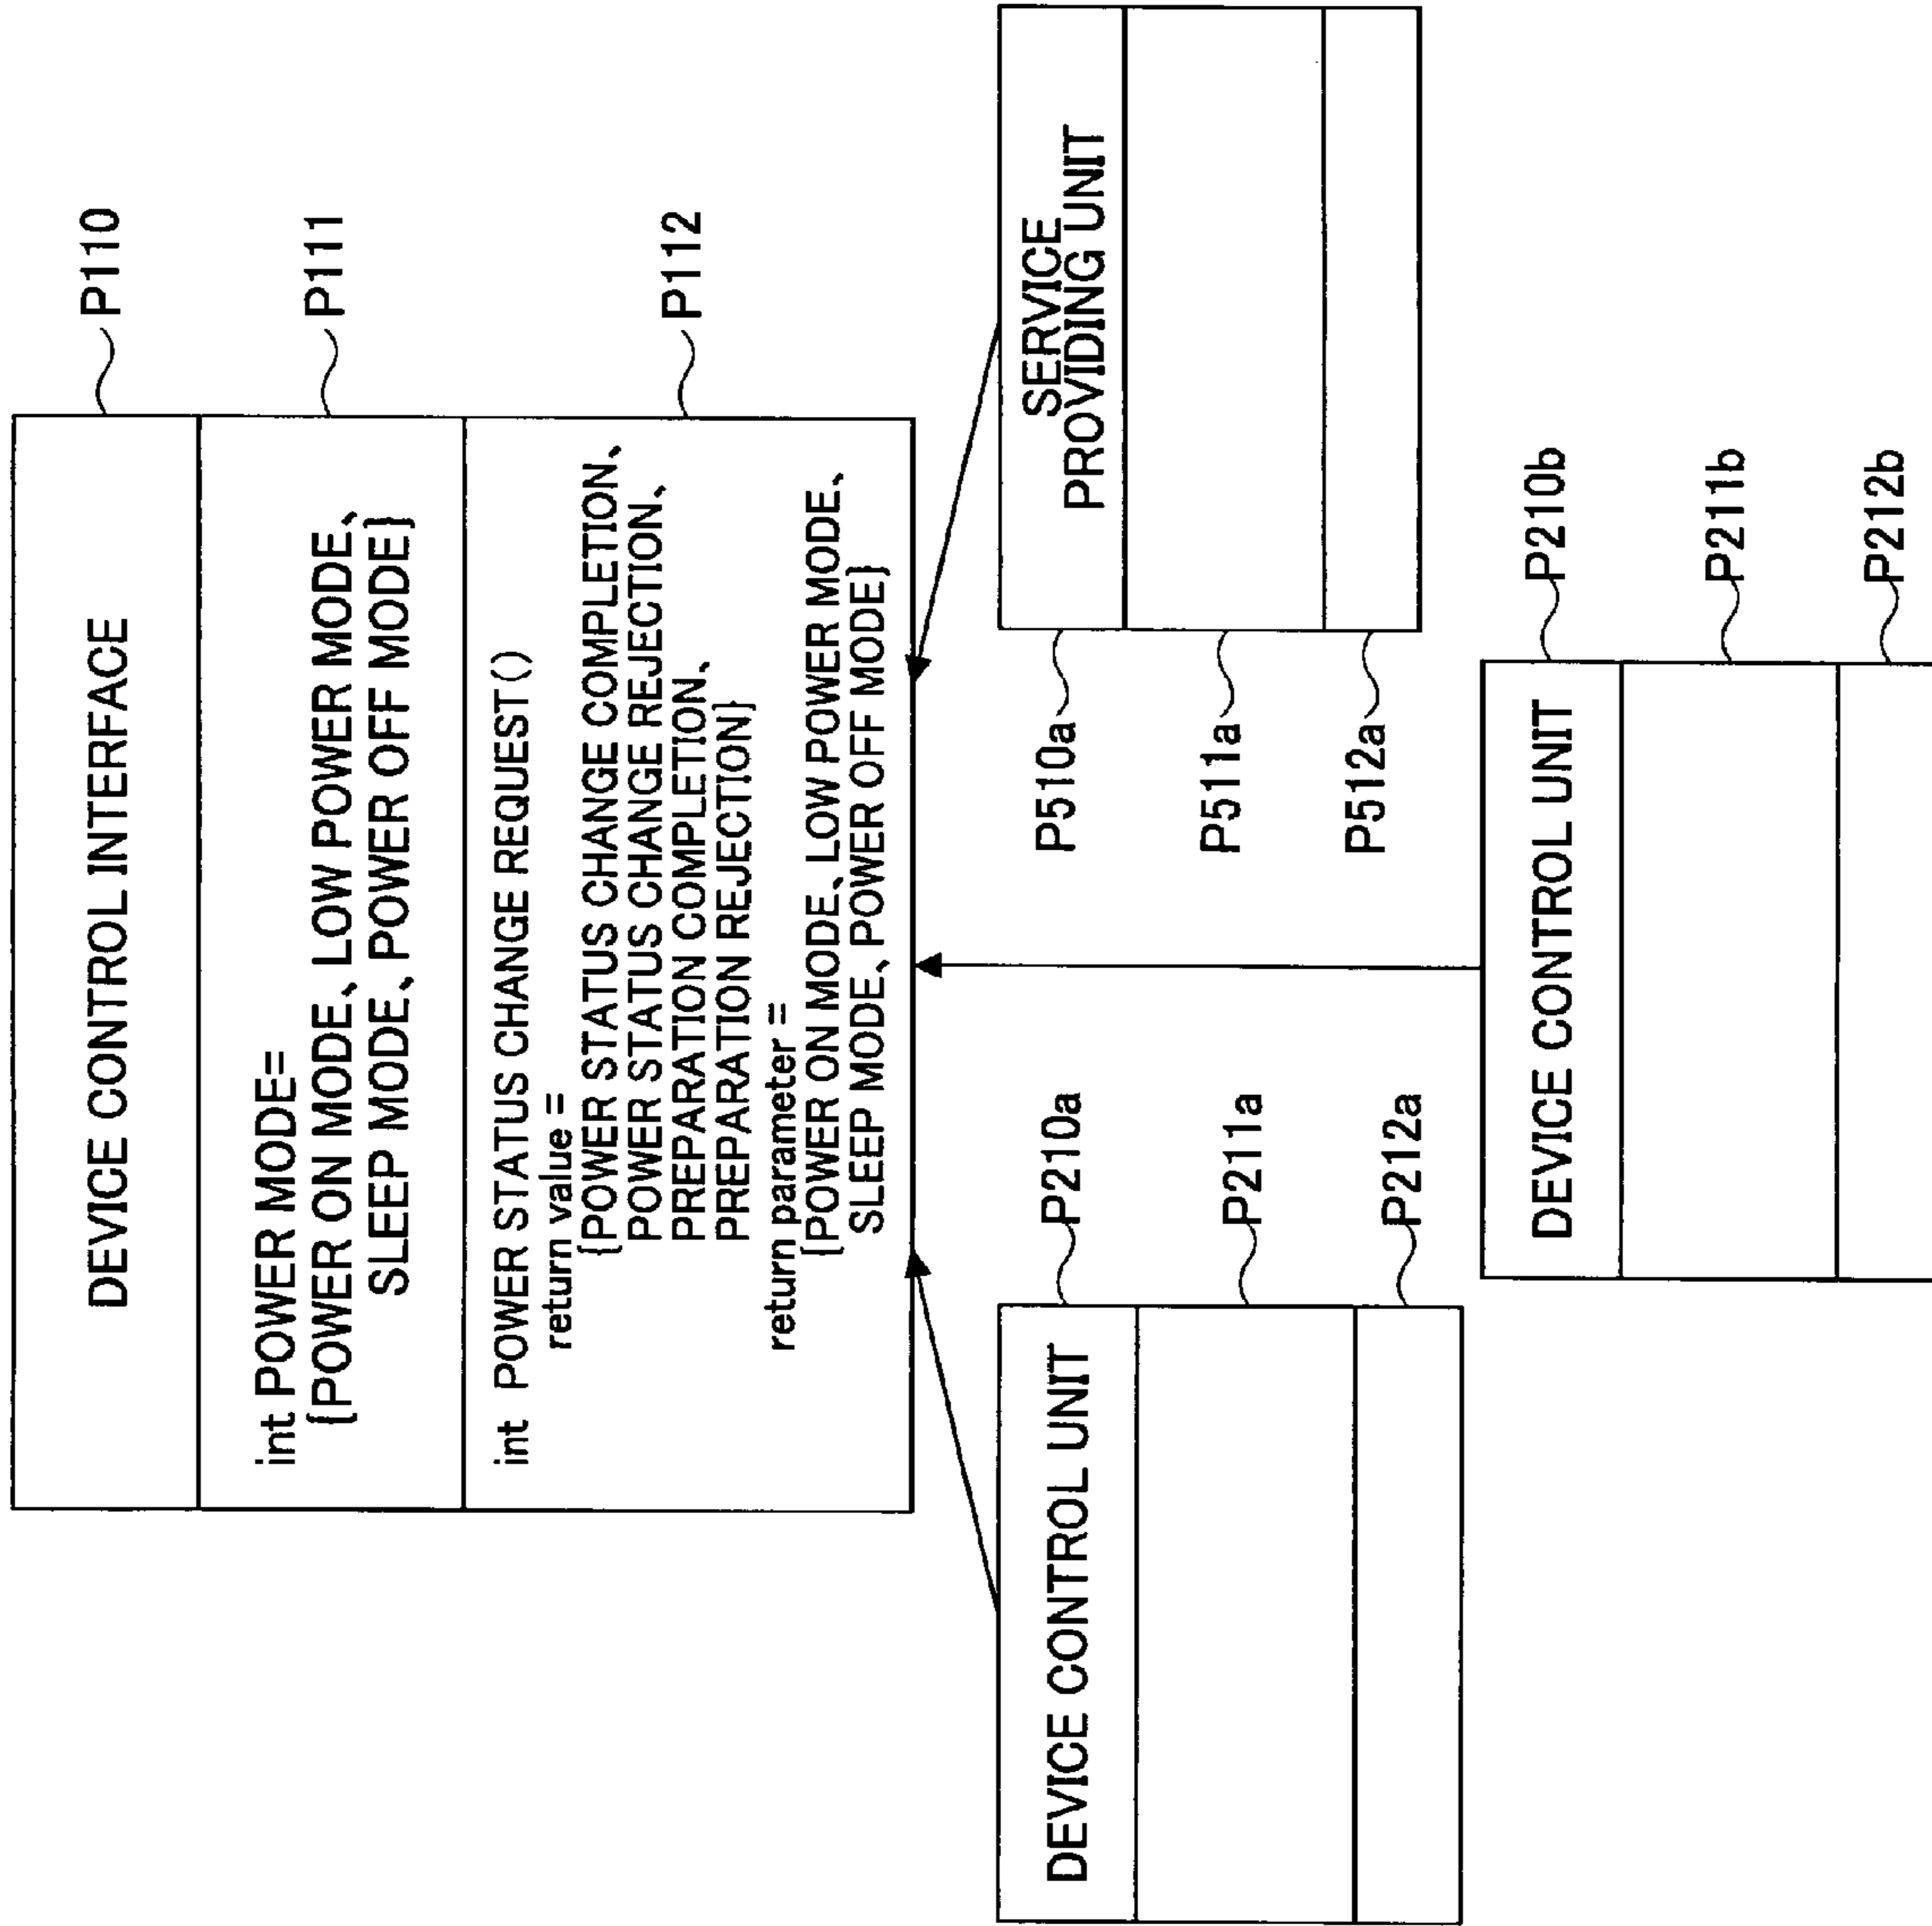 DEVICE CONTROL INTERFACE
P110
int POWER MODE=
{POWER ON MODE、LOW POWER MODE、
SLEEP MODE、POWER OFF MODE}
P111
int POWER STATUS CHANGE REQUEST()
return value =
{POWER STATUS CHANGE COMPLETION、
POWER STATUS CHANGE REJECTION、
PREPARATION COMPLETION、
PREPARATION REJECTION}
return parameter =
{POWER ON MODE、LOW POWER MODE、
SLEEP MODE、POWER OFF MODE}
P112
DEVICE CONTROL UNIT
P210a
P211a
P212a
SERVICE
PROVIDING UNIT
P510a
P511a
P512a
DEVICE CONTROL UNIT
P210b
P211b
P212b